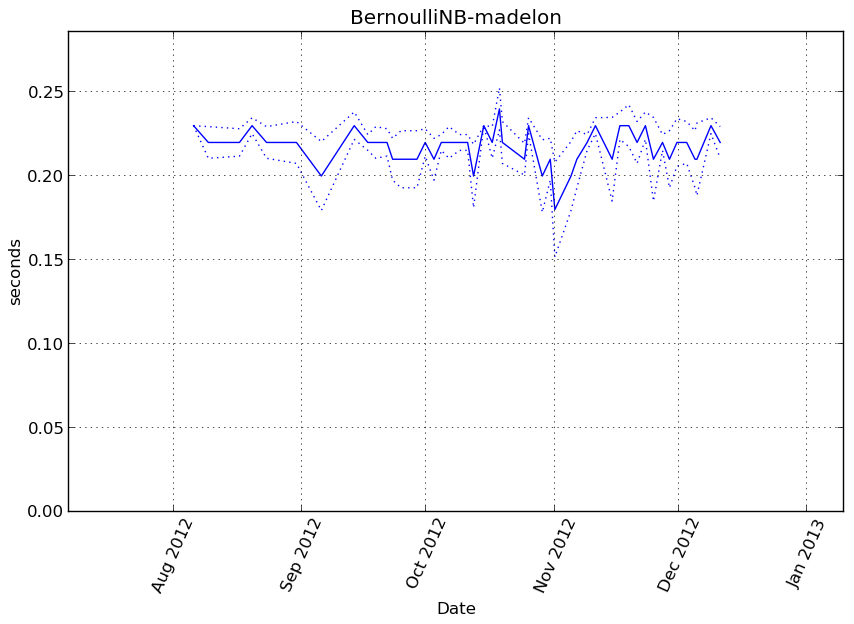 BernoulliNB-madelon
0.25
0.20
0.15
0.10
0.05
0.00
seconds
Aug 2012
Sep 2012
Oct 2012
Nov 2012
Dec 2012
Jan 2013
Date